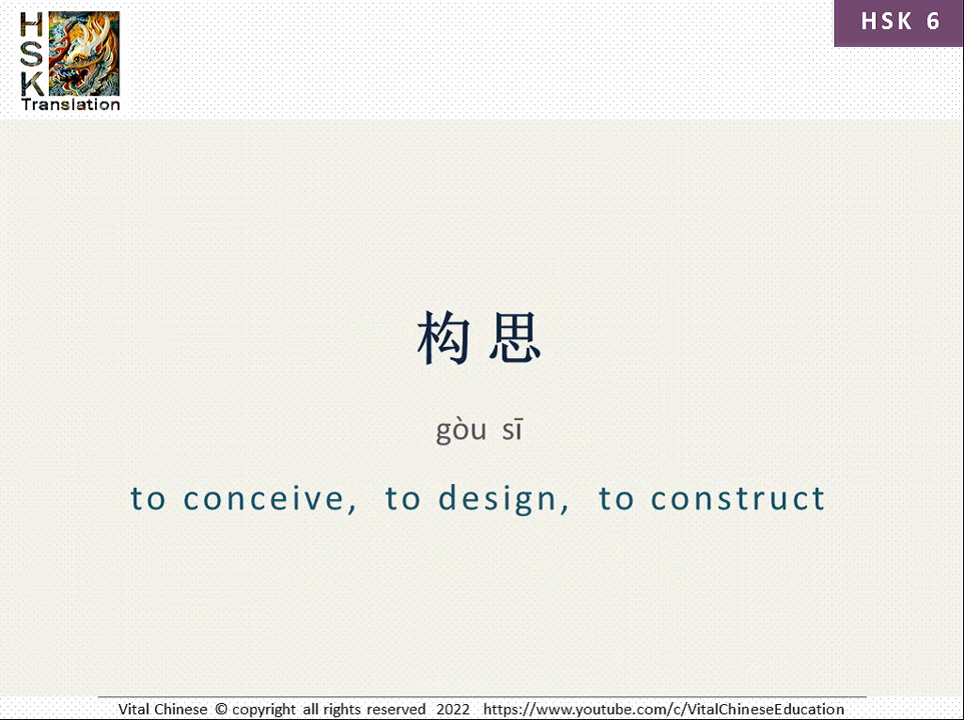 HSK
Translation
HSK 6
构思
gòu sī
to conceive, to design, to construct
Vital Chinese © copyright all rights reserved 2022 https://www.youtube.com/c/VitalChineseEducation